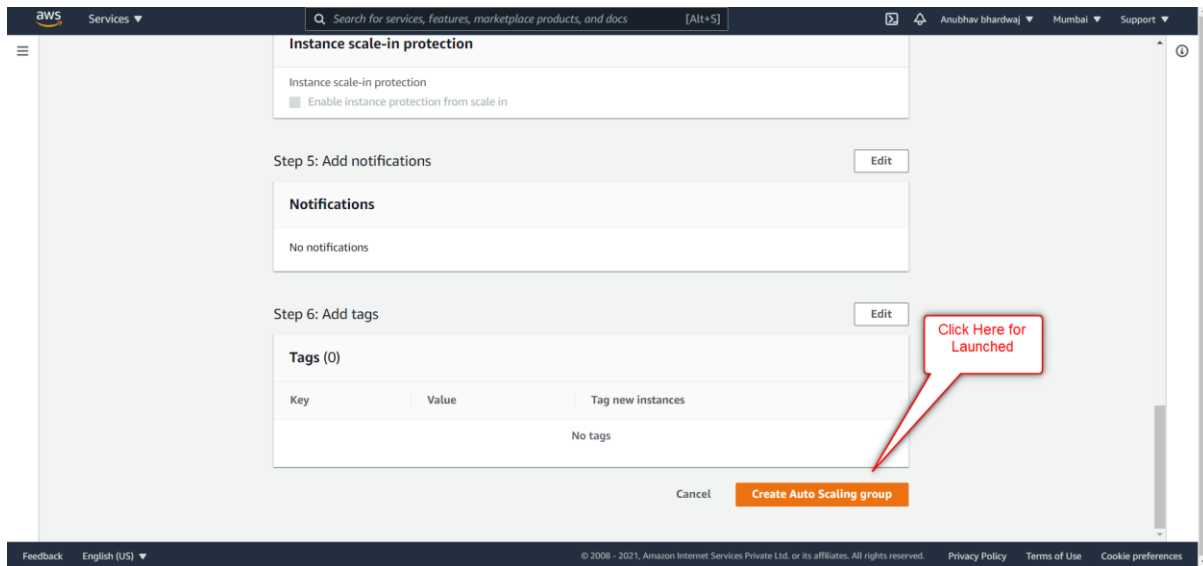 aws Services ▼ Search for services, features, marketplace products, and docs [Alt+S] Anubhav bhardwaj ▼ Mumbai ▼ Support ▼
Instance scale-in protection
Instance scale-in protection
Enable instance protection from scale in
Step 5: Add notifications Edit
Notifications
No notifications
Step 6: Add tags Edit
Click Here for
Launched
Tags (0)
Key Value Tag new instances
No tags
Cancel Create Auto Scaling group
Feedback English (US) ▼ © 2008 - 2021, Amazon Internet Services Private Ltd. or its affiliates. All rights reserved. Privacy Policy Terms of Use Cookie preferences